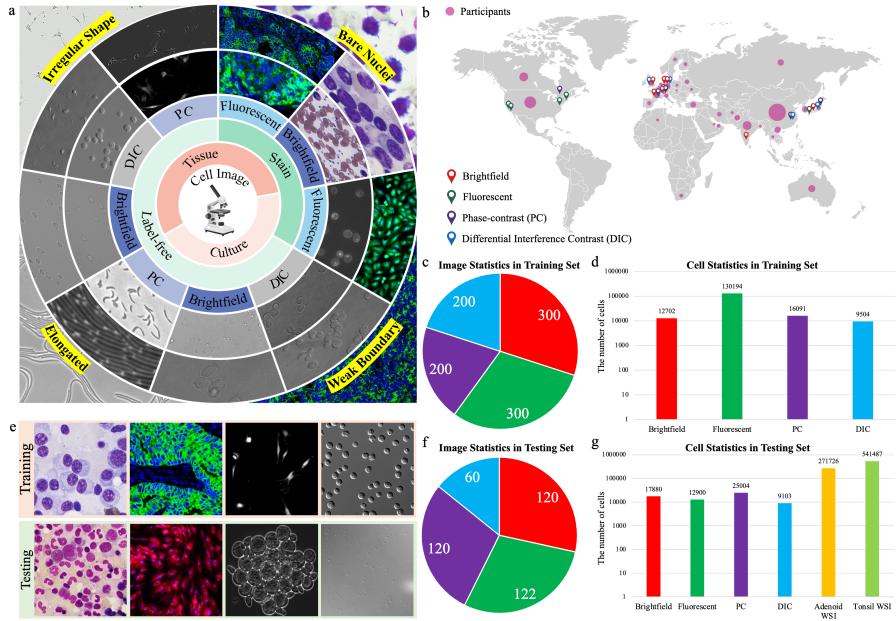 a
Irregular Shape
Bare Nuclei
Elongated
Weak Boundary
PC
Fluorescent
Brightfield
Fluorescent
DIC
Brightfield
PC
Brightfield
DIC
Stain
Label-free
Tissue
Culture
Cell Image
b
Participants
Brightfield
Fluorescent
Phase-contrast (PC)
Differential Interference Contrast (DIC)
c
Image Statistics in Training Set
200
300
200
300
d
Cell Statistics in Training Set
The number of cells
1000000
100000
10000
1000
100
10
1
12702
130194
16091
9504
Brightfield
Fluorescent
PC
DIC
e
Training
Testing
f
Image Statistics in Testing Set
60
120
120
122
g
Cell Statistics in Testing Set
The number of cells
1000000
100000
10000
1000
100
10
1
17880
12900
25004
9103
271726
541487
Brightfield
Fluorescent
PC
DIC
Adenoid
WSI
Tonsil WSI